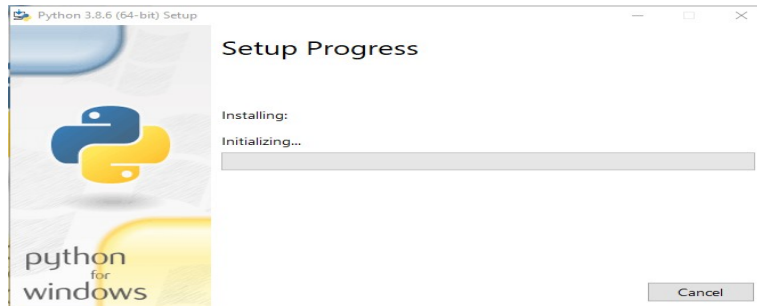 Python 3.8.6 (64-bit) Setup
Setup Progress
Installing:
Initializing...
python
for
windows
Cancel